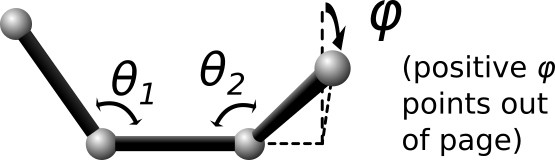 φ
θ1 θ2
(positive φ
points out
of page)